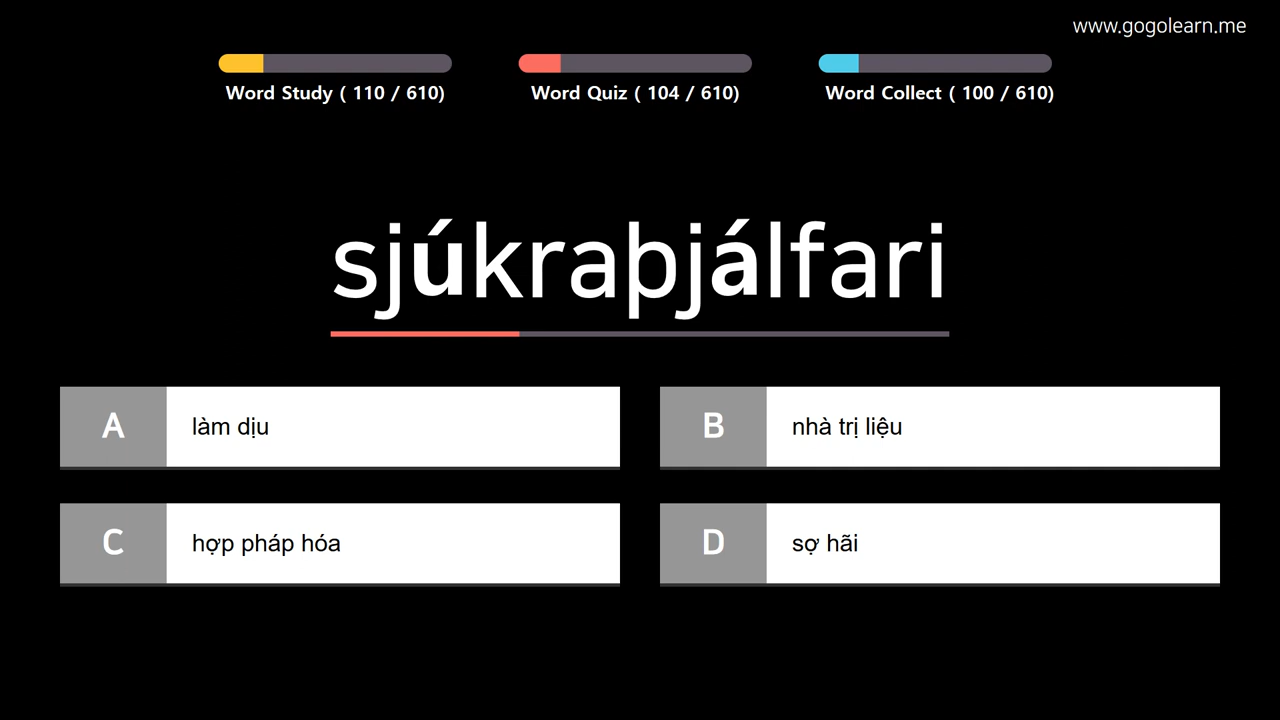 www.gogolearn.me
Word Study ( 110 / 610)
Word Quiz ( 104 / 610)
Word Collect ( 100 / 610)
sjúkraþjálfari
A làm dịu
B nhà trị liệu
C hợp pháp hóa
D sợ hãi